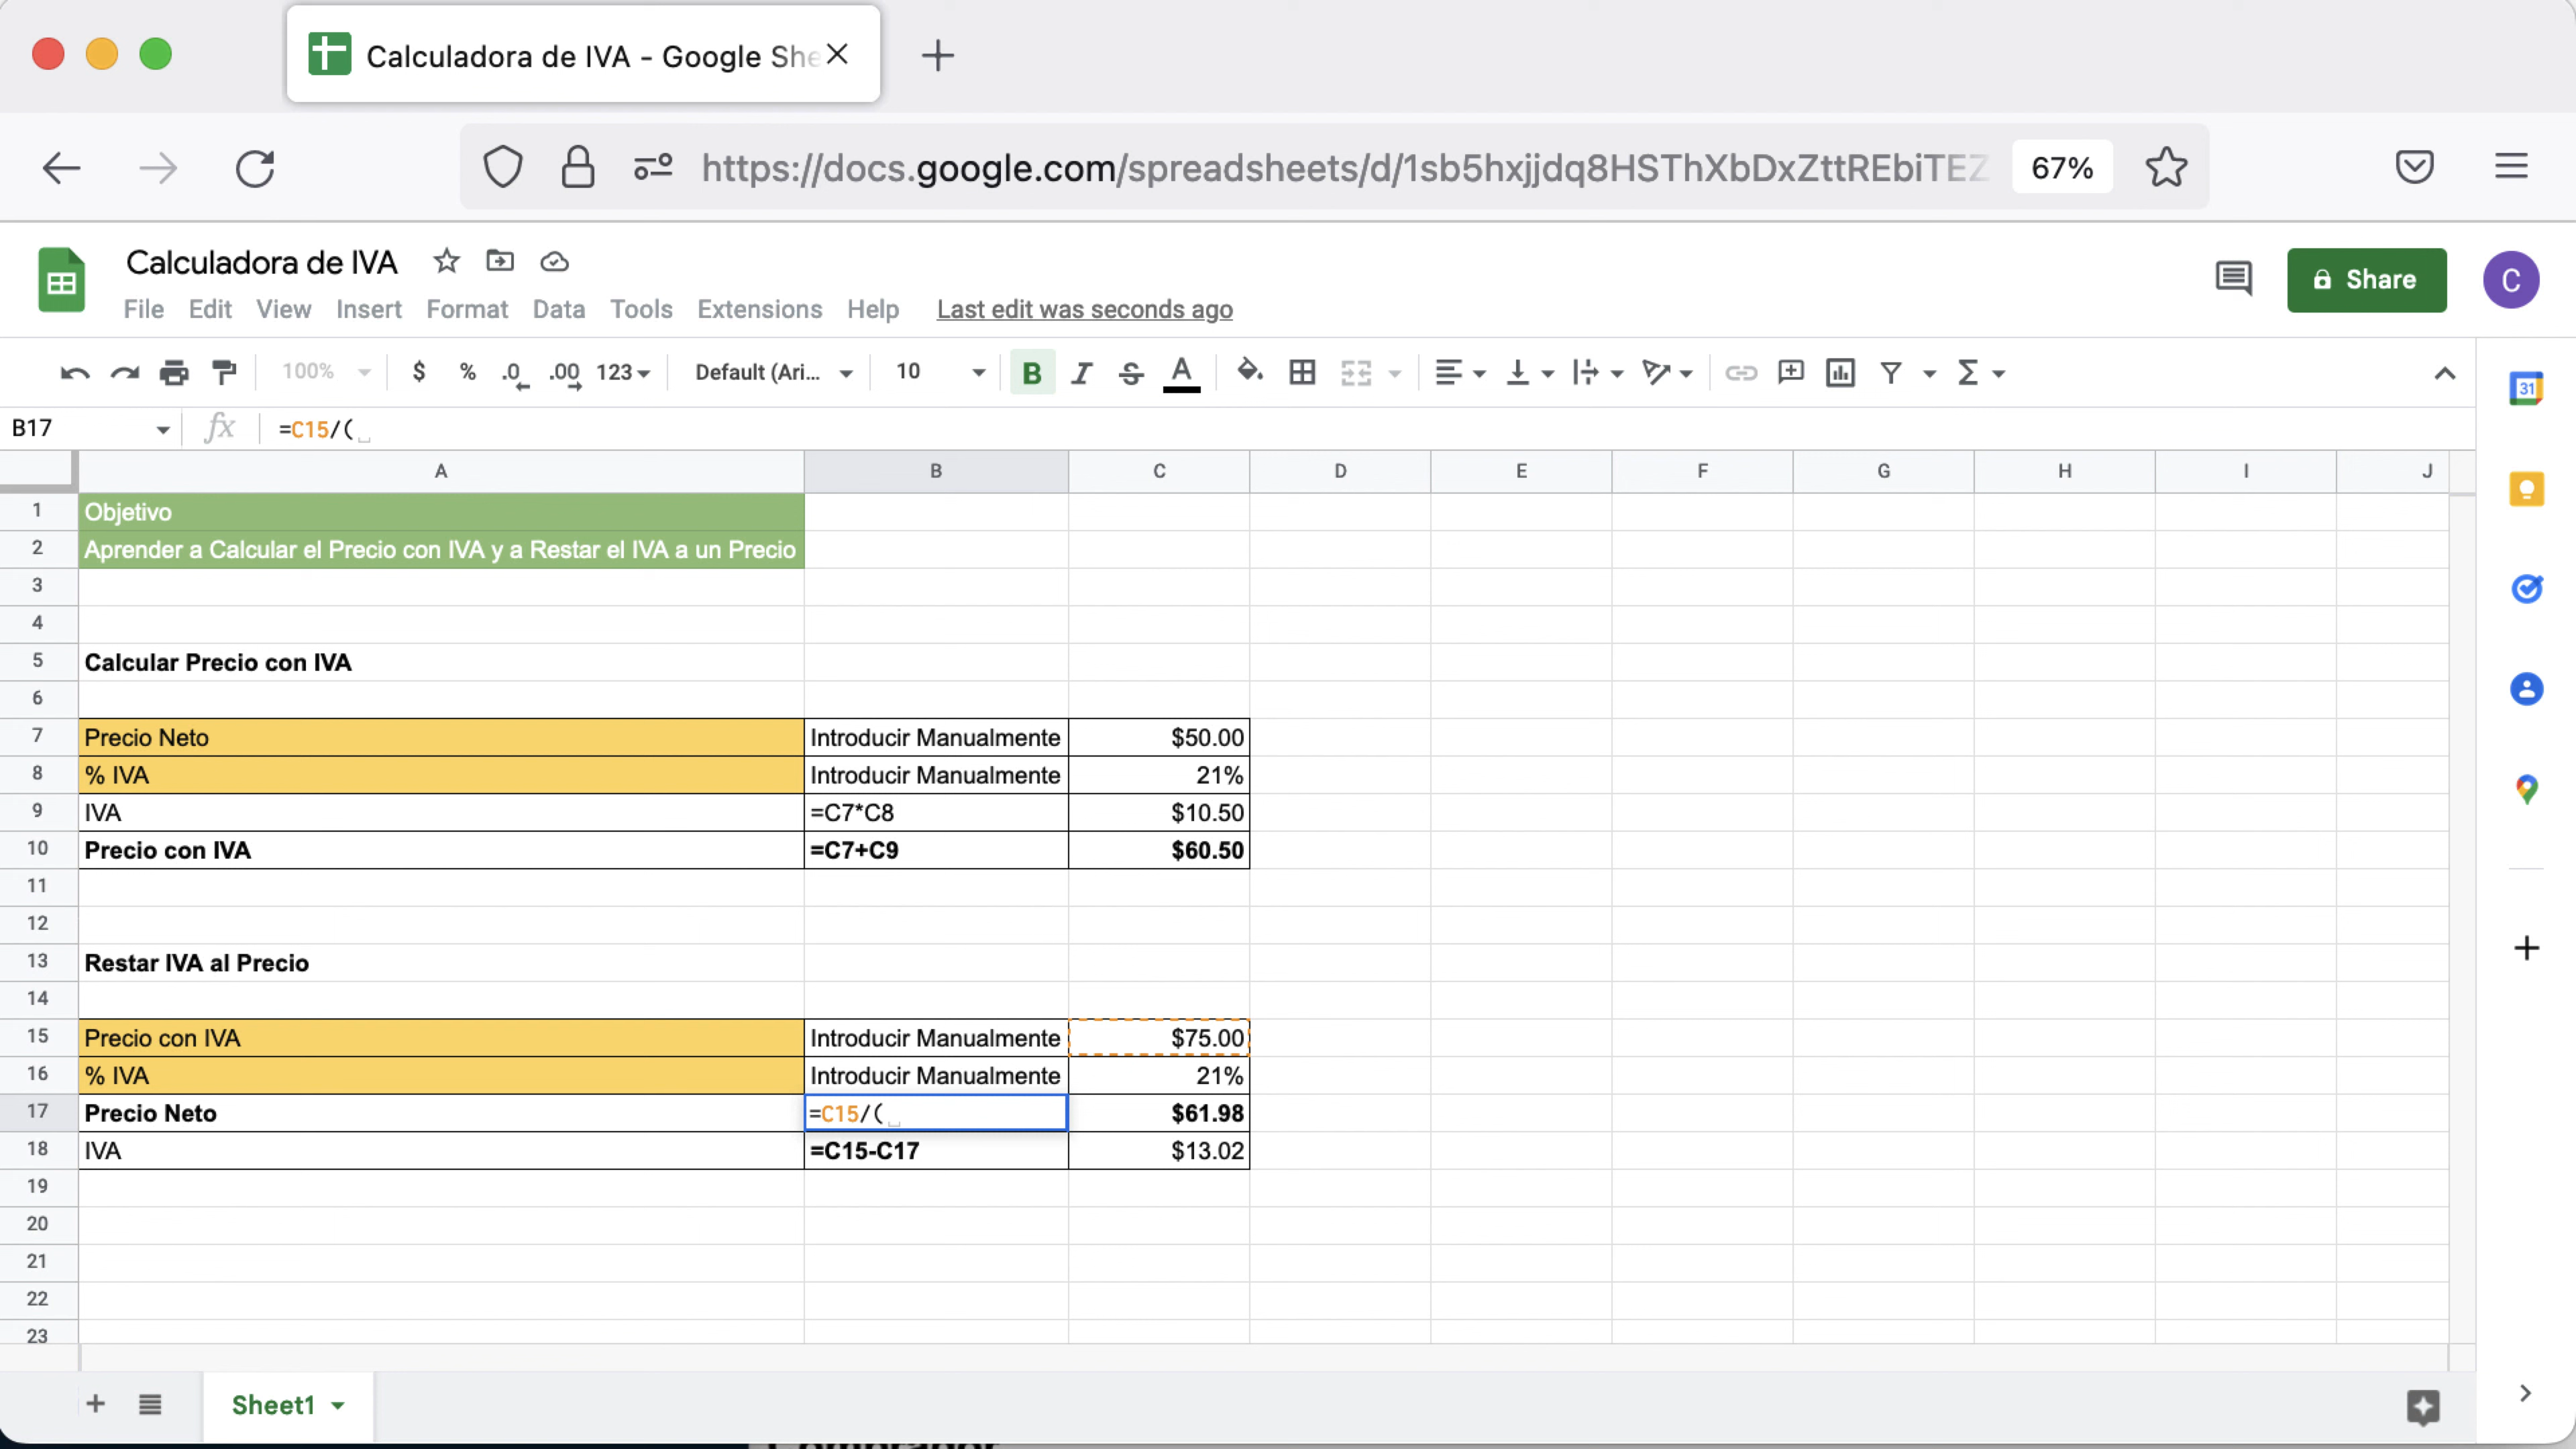 Calculadora de IVA - Google She
https://docs.google.com/spreadsheets/d/1sb5hxjjdq8HSThXbDxZttREbiTEZ
67%
Calculadora de IVA
Share
C
File Edit View Insert Format Data Tools Extensions Help Last edit was seconds ago
100% $ % .0 .00 123 Default (Ari... 10 B I S A
31
B17 fx =C15/(
A B C D E F G H I J
1 Objetivo
2 Aprender a Calcular el Precio con IVA y a Restar el IVA a un Precio
3
4
5 Calcular Precio con IVA
6
7 Precio Neto Introducir Manualmente $50.00
8 % IVA Introducir Manualmente 21%
9 IVA =C7*C8 $10.50
10 Precio con IVA =C7+C9 $60.50
11
12
13 Restar IVA al Precio
14
15 Precio con IVA Introducir Manualmente $75.00
16 % IVA Introducir Manualmente 21%
17 Precio Neto =C15/( $61.98
18 IVA =C15-C17 $13.02
19
20
21
22
23
Sheet1